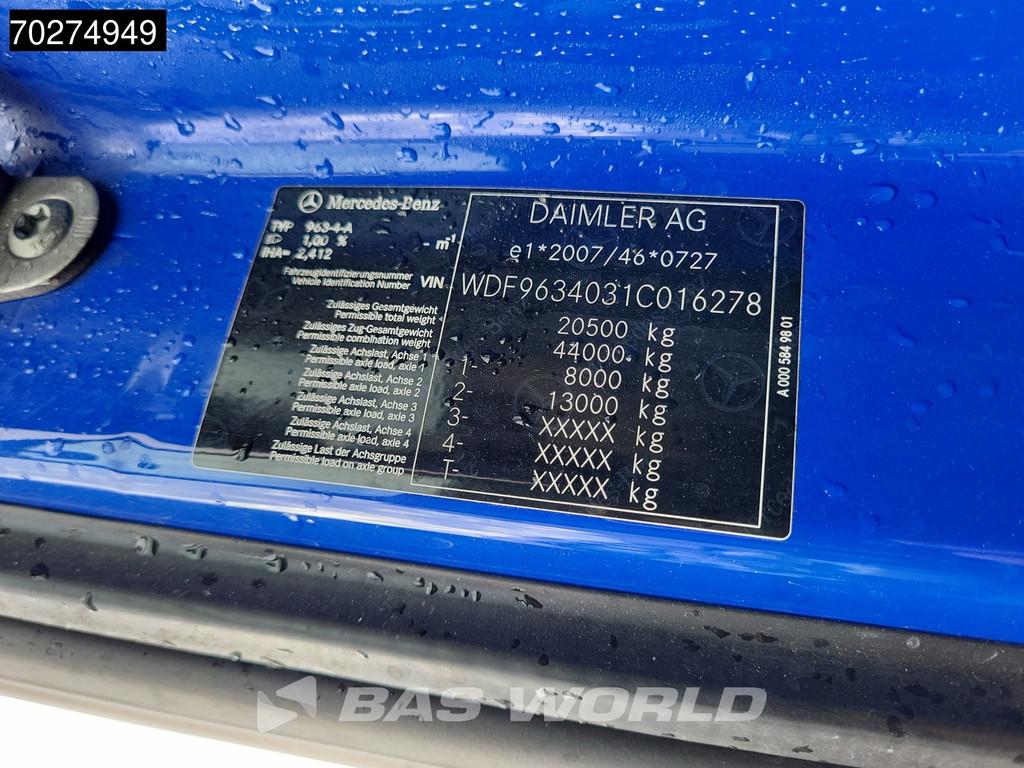 70274949
Mercedes-Benz
TYP 963-4-A
1,00 % - m-1
IHA= 2,412
DAIMLER AG
e1*2007/46*0727
Fahrzeugidentifizierungsnummer
Vehicle Identification Number VIN
WDF9634031C016278
Zulässiges Gesamtgewicht
Permissible total weight
20500 kg
Zulässiges Zug-Gesamtgewicht
Permissible combination weight
44000 kg
Zulässige Achslast, Achse 1
Permissible axle load, axle 1
1- 8000 kg
Zulässige Achslast, Achse 2
Permissible axle load, axle 2
2- 13000 kg
Zulässige Achslast, Achse 3
Permissible axle load, axle 3
3- XXXXX kg
Zulässige Achslast, Achse 4
Permissible axle load, axle 4
4- XXXXX kg
Zulässige Last der Achsgruppe
Permissible load on axle group
T- XXXXX kg
A 000 584 98 01
BAS WORLD